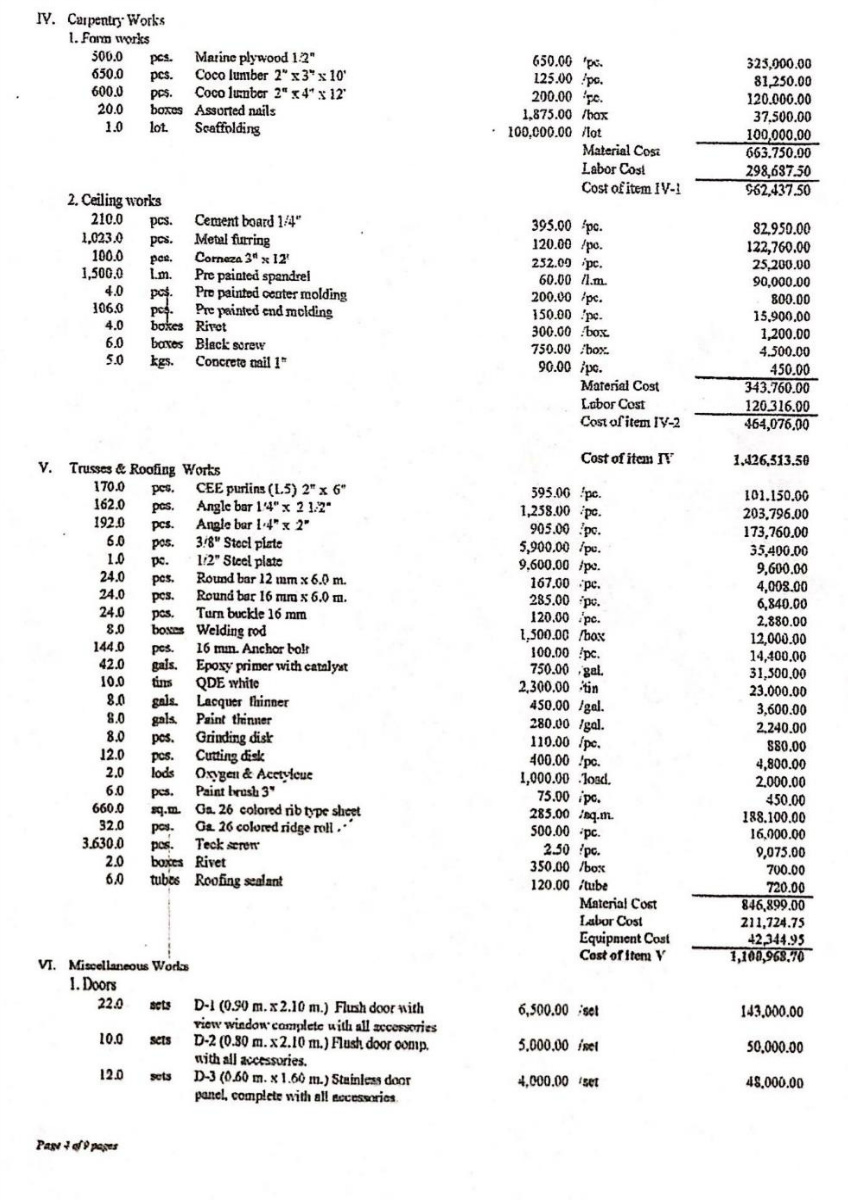 IV. Carpentry Works
1. Form works
500.0 pcs. Marine plywood 1/2" 650.00 /pc. 325,000.00
650.0 pcs. Coco lumber 2" x 3" x 10' 125.00 /pc. 81,250.00
600.0 pcs. Coco lumber 2" x 4" x 12' 200.00 /pc. 120,000.00
20.0 boxes Assorted nails 1,875.00 /box 37,500.00
1.0 lot. Scaffolding 100,000.00 /lot 100,000.00
Material Cost 663,750.00
Labor Cost 298,687.50
Cost of item IV-1 962,437.50
2. Ceiling works
210.0 pcs. Cement board 1/4" 395.00 /pc. 82,950.00
1,023.0 pcs. Metal furring 120.00 /pc. 122,760.00
100.0 pcs. Corneza 3" x 12' 252.00 /pc. 25,200.00
1,500.0 l.m. Pre painted spandrel 60.00 /l.m. 90,000.00
4.0 pcs. Pre painted center molding 200.00 /pc. 800.00
106.0 pcs. Pre painted end molding 150.00 /pc. 15,900.00
4.0 boxes Rivet 300.00 /box. 1,200.00
6.0 boxes Black screw 750.00 /box. 4,500.00
5.0 kgs. Concrete nail 1" 90.00 /pc. 450.00
Material Cost 343,760.00
Labor Cost 120,316.00
Cost of item IV-2 464,076.00
Cost of item IV 1,426,513.50
V. Trusses & Roofing Works
170.0 pcs. CEE purlins (1.5) 2" x 6" 595.00 /pc. 101,150.00
162.0 pcs. Angle bar 1/4" x 2 1/2" 1,258.00 /pc. 203,796.00
192.0 pcs. Angle bar 1/4" x 2" 905.00 /pc. 173,760.00
6.0 pcs. 3/8" Steel plate 5,900.00 /pc. 35,400.00
1.0 pc. 1/2" Steel plate 9,600.00 /pc. 9,600.00
24.0 pcs. Round bar 12 mm x 6.0 m. 167.00 /pc. 4,008.00
24.0 pcs. Round bar 16 mm x 6.0 m. 285.00 /pc. 6,840.00
24.0 pcs. Turn buckle 16 mm 120.00 /pc. 2,880.00
8.0 boxes Welding rod 1,500.00 /box 12,000.00
144.0 pcs. 16 mm. Anchor bolt 100.00 /pc. 14,400.00
42.0 gals. Epoxy primer with catalyst 750.00 /gal. 31,500.00
10.0 tins QDE white 2,300.00 /tin 23,000.00
8.0 gals. Lacquer thinner 450.00 /gal. 3,600.00
8.0 gals. Paint thinner 280.00 /gal. 2,240.00
8.0 pcs. Grinding disk 110.00 /pc. 880.00
12.0 pcs. Cutting disk 400.00 /pc. 4,800.00
2.0 lods Oxygen & Acetylene 1,000.00 /load. 2,000.00
6.0 pcs. Paint brush 3" 75.00 /pc. 450.00
660.0 sq.m. Ga. 26 colored rib type sheet 285.00 /sq.m. 188,100.00
32.0 pcs. Ga. 26 colored ridge roll 500.00 /pc. 16,000.00
3,630.0 pcs. Teck screw 2.50 /pc. 9,075.00
2.0 boxes Rivet 350.00 /box 700.00
6.0 tubes Roofing sealant 120.00 /tube 720.00
Material Cost 846,899.00
Labor Cost 211,724.75
Equipment Cost 42,344.95
Cost of Item V 1,100,968.70
VI. Miscellaneous Works
1. Doors
22.0 sets D-1 (0.90 m. x 2.10 m.) Flush door with 6,500.00 /set 143,000.00
view window complete with all accessories
10.0 sets D-2 (0.80 m. x 2.10 m.) Flush door comp. 5,000.00 /set 50,000.00
with all accessories.
12.0 sets D-3 (0.60 m. x 1.60 m.) Stainless door 4,000.00 /set 48,000.00
panel, complete with all accessories.
Page 4 of 9 pages